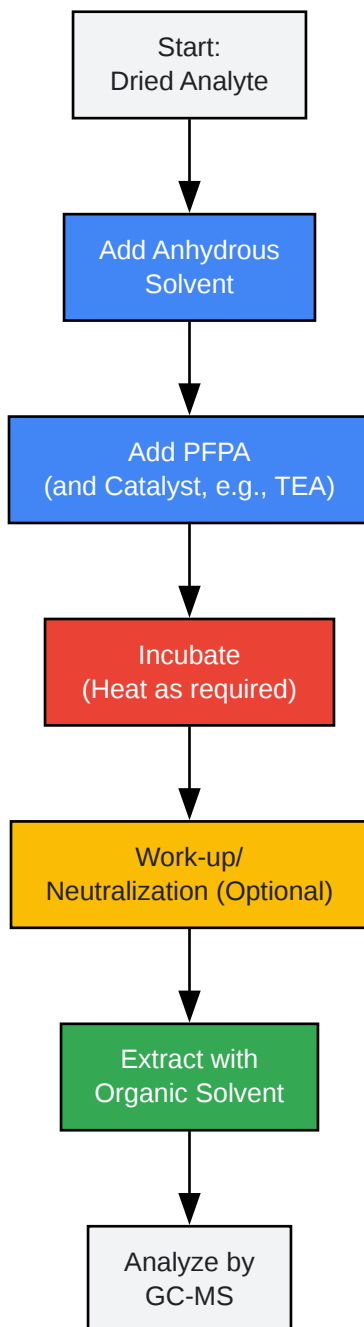 Start:
Dried Analyte
Add Anhydrous
Solvent
Add PFPA
(and Catalyst, e.g., TEA)
Incubate
(Heat as required)
Work-up/
Neutralization (Optional)
Extract with
Organic Solvent
Analyze by
GC-MS